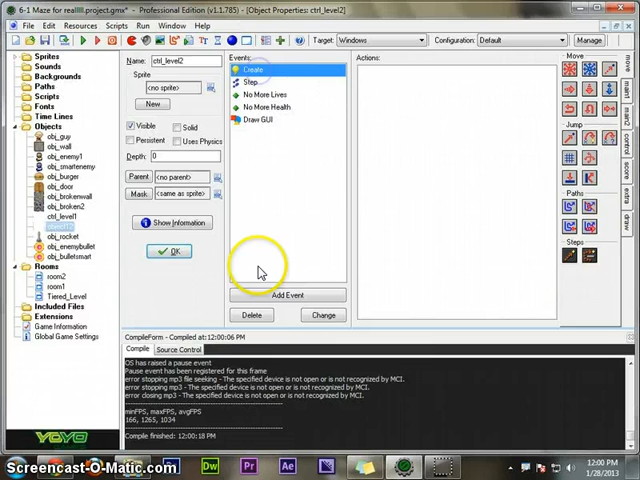 6-1 Maze for real!!!!.project.gmx* - Professional Edition (v1.1.785) - [Object Properties: ctrl_level2]
File Edit Resources Scripts Run Window Help
Target: Windows Configuration: Default Manage
Sprites
Sounds
Backgrounds
Paths
Scripts
Fonts
Time Lines
Objects
obj_guy
obj_wall
obj_enemy1
obj_smartenemy
obj_burger
obj_door
obj_brokenwall
obj_broken2
ctrl_level1
obj_rocket
obj_enemybullet
obj_bulletsmart
Rooms
room2
room1
Tiered_Level
Included Files
Extensions
Game Information
Global Game Settings
Name: ctrl_level2
Sprite
<no sprite>
New
Visible Solid
Persistent Uses Physics
Depth: 0
Parent <no parent>
Mask <same as sprite>
Show Information
OK
Events:
Create
Step
No More Lives
No More Health
Draw GUI
Add Event
Delete Change
Actions:
Move
Jump
Paths
Steps
move
main1
main2
control
score
extra
draw
CompileForm - Compiled at:12:00:06 PM
Compile Source Control
OS has raised a pause event
Pause event has been registered for this frame
error stopping mp3 file seeking - The specified device is not open or is not recognized by MCI.
error stopping mp3 - The specified device is not open or is not recognized by MCI.
error closing mp3 - The specified device is not open or is not recognized by MCI.
minFPS, maxFPS, avgFPS
166, 1265, 1034
Compile finished: 12:00:18 PM
YOYO
Screencast-O-Matic.com
Dw Pr Ae
12:00 PM
1/28/2013